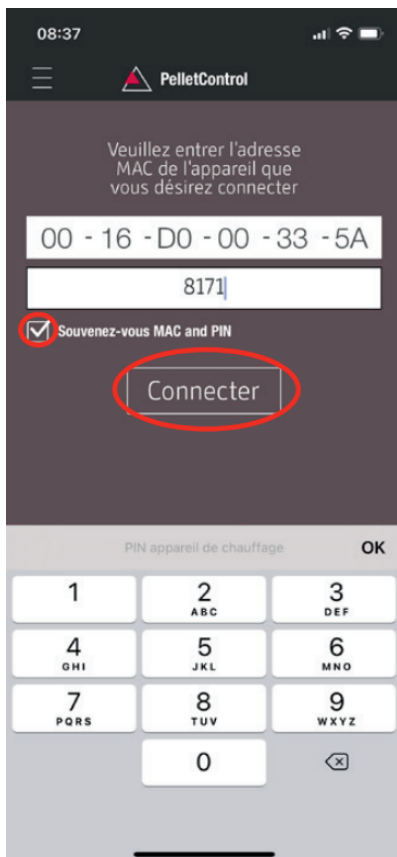 08:37
PelletControl
Veuillez entrer l'adresse
MAC de l'appareil que
vous désirez connecter
00 - 16 - D0 - 00 - 33 - 5A
8171
Souvenez-vous MAC and PIN
Connecter
PIN appareil de chauffage OK
1 2 3
ABC DEF
4 5 6
GHI JKL MNO
7 8 9
PQRS TUV WXYZ
0